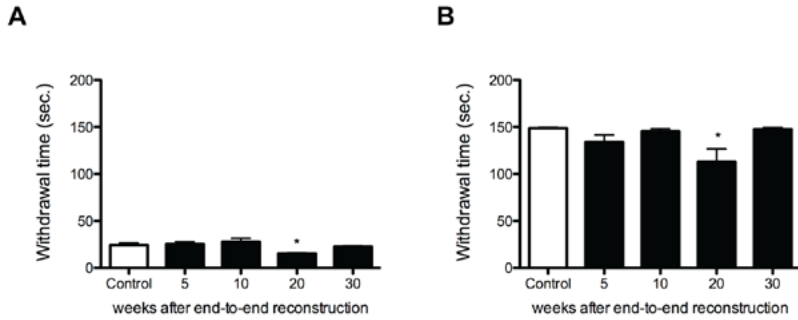 A
Withdrawal time (sec.)
200
150
100
50
0
*
Control 5 10 20 30
weeks after end-to-end reconstruction
B
Withdrawal time (sec.)
200
150
100
50
0
*
Control 5 10 20 30
weeks after end-to-end reconstruction